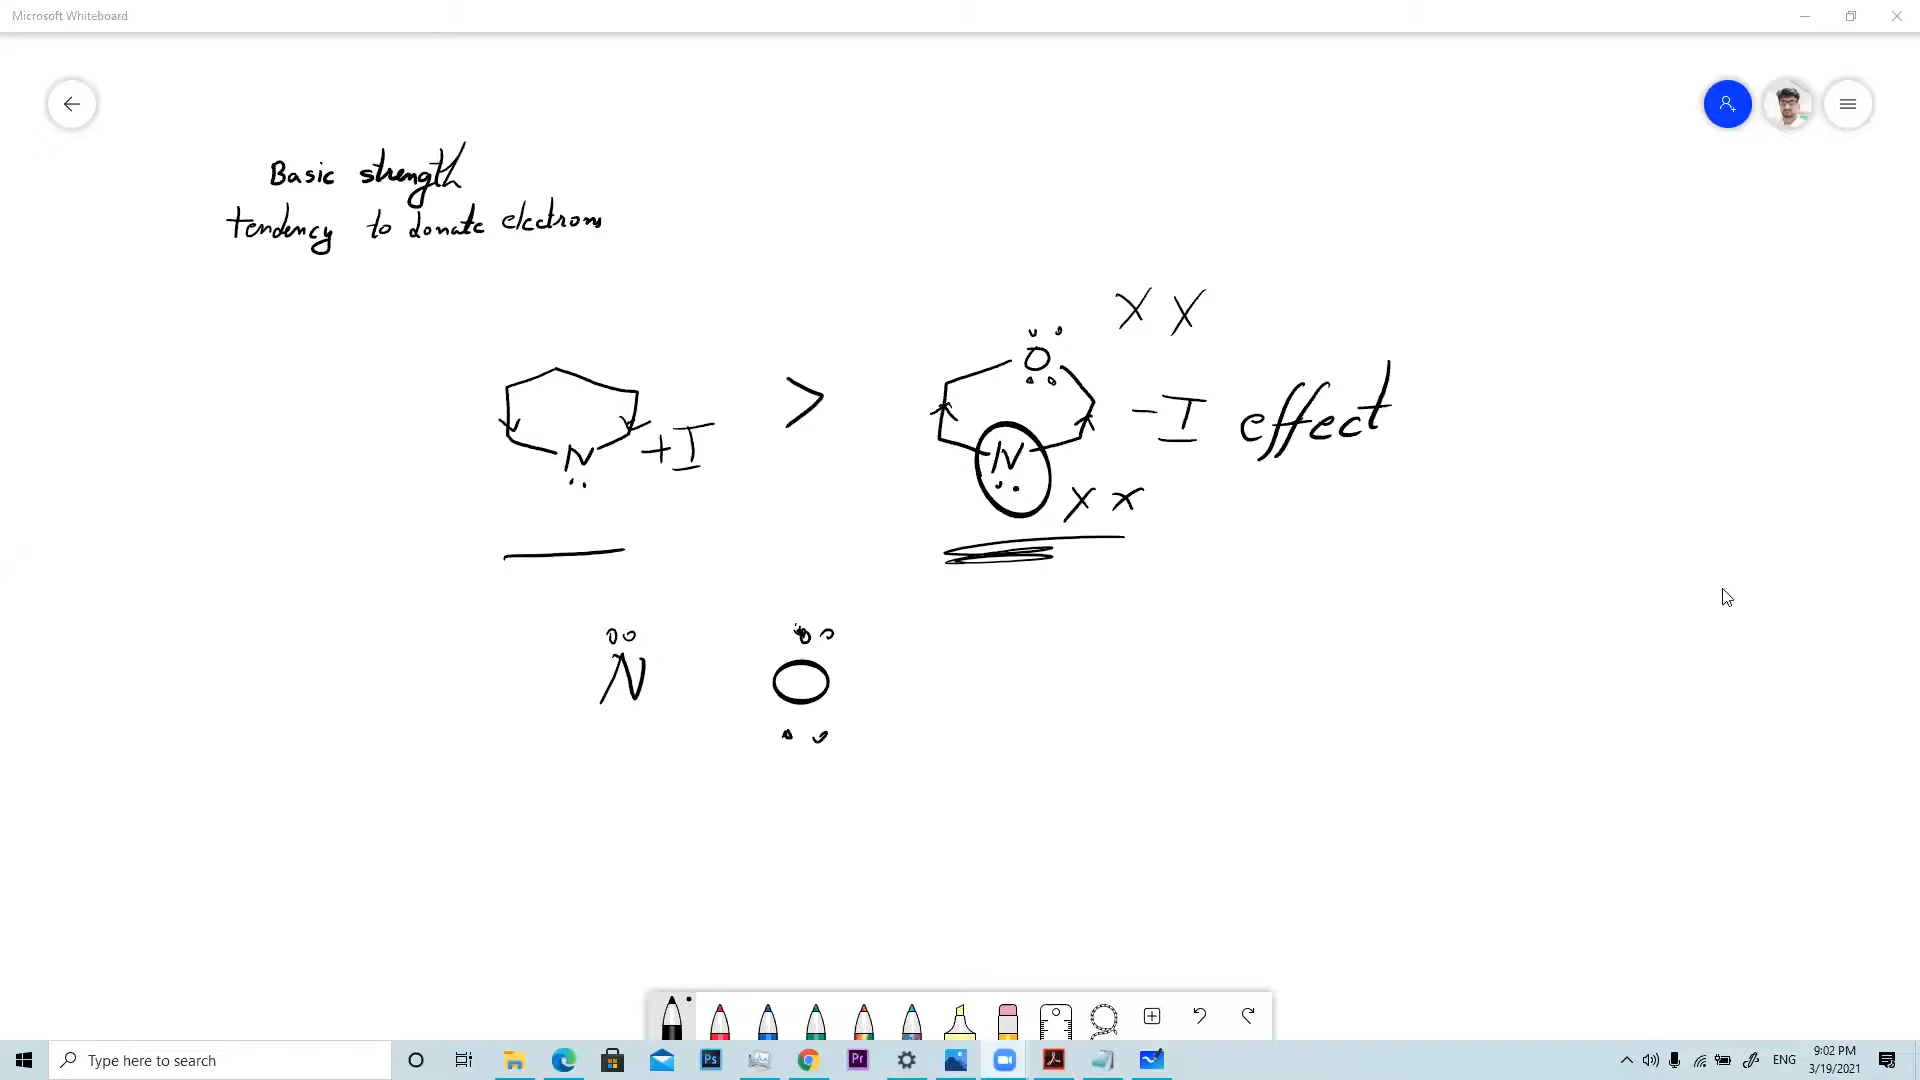 Microsoft Whiteboard
Basic strength
tendency to donate electrons
X X
O
> - I effect
N + I
N
X x
N O
Type here to search
ENG
9:02 PM
3/19/2021